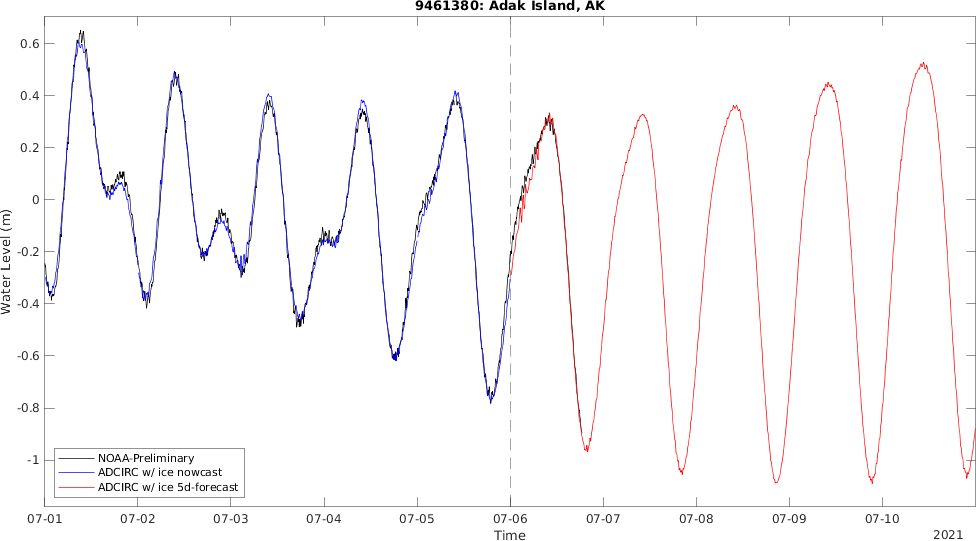 9461380: Adak Island, AK
Water Level (m)
0.6
0.4
0.2
0
-0.2
-0.4
-0.6
-0.8
-1
NOAA-Preliminary
ADCIRC w/ ice nowcast
ADCIRC w/ ice 5d-forecast
07-01 07-02 07-03 07-04 07-05 07-06 07-07 07-08 07-09 07-10
Time
2021